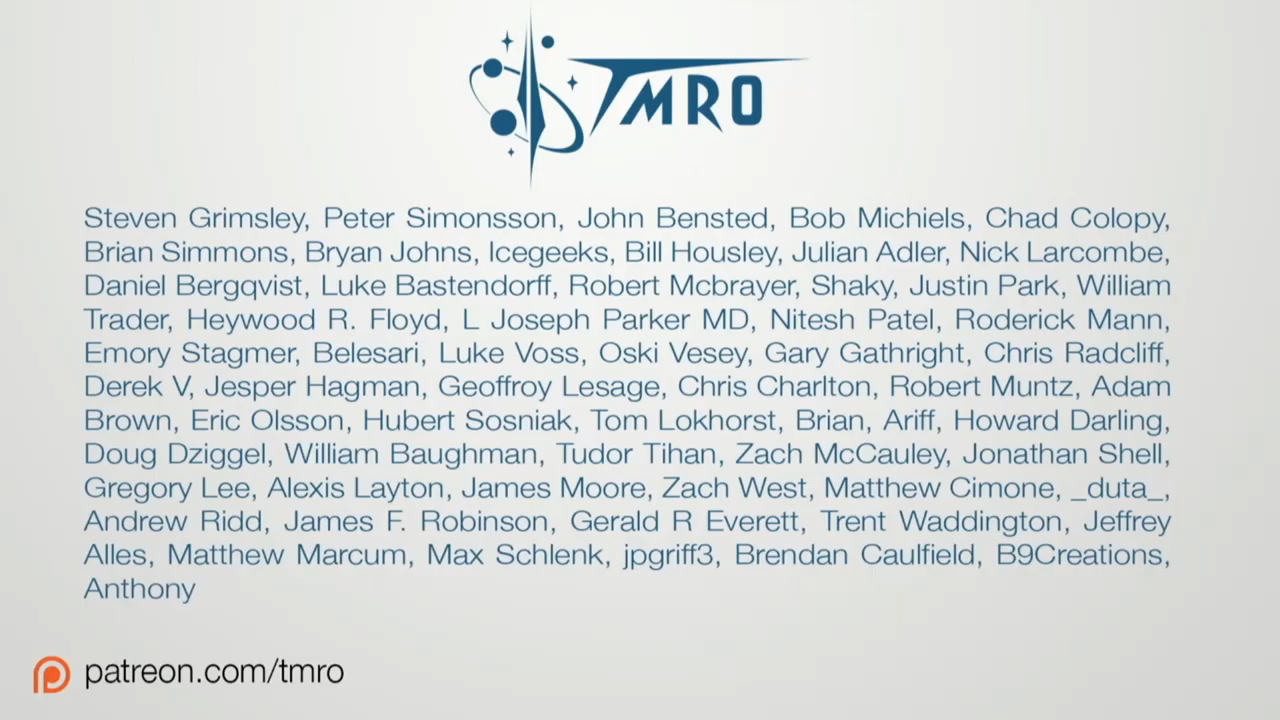 TMRO
Steven Grimsley, Peter Simonsson, John Bensted, Bob Michiels, Chad Colopy,
Brian Simmons, Bryan Johns, Icegeeks, Bill Housley, Julian Adler, Nick Larcombe,
Daniel Bergqvist, Luke Bastendorff, Robert Mcbrayer, Shaky, Justin Park, William
Trader, Heywood R. Floyd, L Joseph Parker MD, Nitesh Patel, Roderick Mann,
Emory Stagmer, Belesari, Luke Voss, Oski Vesey, Gary Gathright, Chris Radcliff,
Derek V, Jesper Hagman, Geoffroy Lesage, Chris Charlton, Robert Muntz, Adam
Brown, Eric Olsson, Hubert Sosniak, Tom Lokhorst, Brian, Ariff, Howard Darling,
Doug Dziggel, William Baughman, Tudor Tihan, Zach McCauley, Jonathan Shell,
Gregory Lee, Alexis Layton, James Moore, Zach West, Matthew Cimone, _duta_,
Andrew Ridd, James F. Robinson, Gerald R Everett, Trent Waddington, Jeffrey
Alles, Matthew Marcum, Max Schlenk, jpgriff3, Brendan Caulfield, B9Creations,
Anthony
patreon.com/tmro